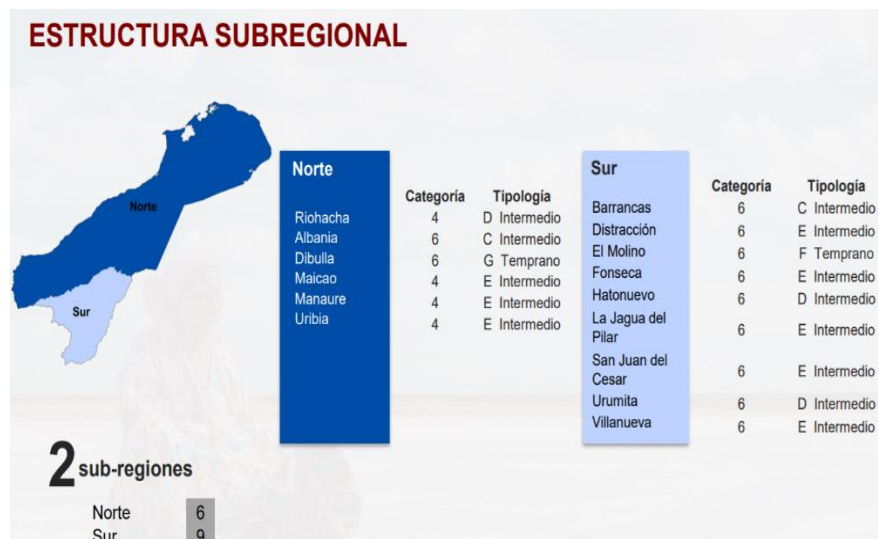 ESTRUCTURA SUBREGIONAL
Norte
Sur
Norte
Categoría Tipología
Riohacha 4 D Intermedio
Albania 6 C Intermedio
Dibulla 6 G Temprano
Maicao 4 E Intermedio
Manaure 4 E Intermedio
Uribia 4 E Intermedio
Sur
Categoría Tipología
Barrancas 6 C Intermedio
Distracción 6 E Intermedio
El Molino 6 F Temprano
Fonseca 6 E Intermedio
Hatonuevo 6 D Intermedio
La Jagua del
Pilar 6 E Intermedio
San Juan del
Cesar 6 E Intermedio
Urumita 6 D Intermedio
Villanueva 6 E Intermedio
2 sub-regiones
Norte 6
Sur 9